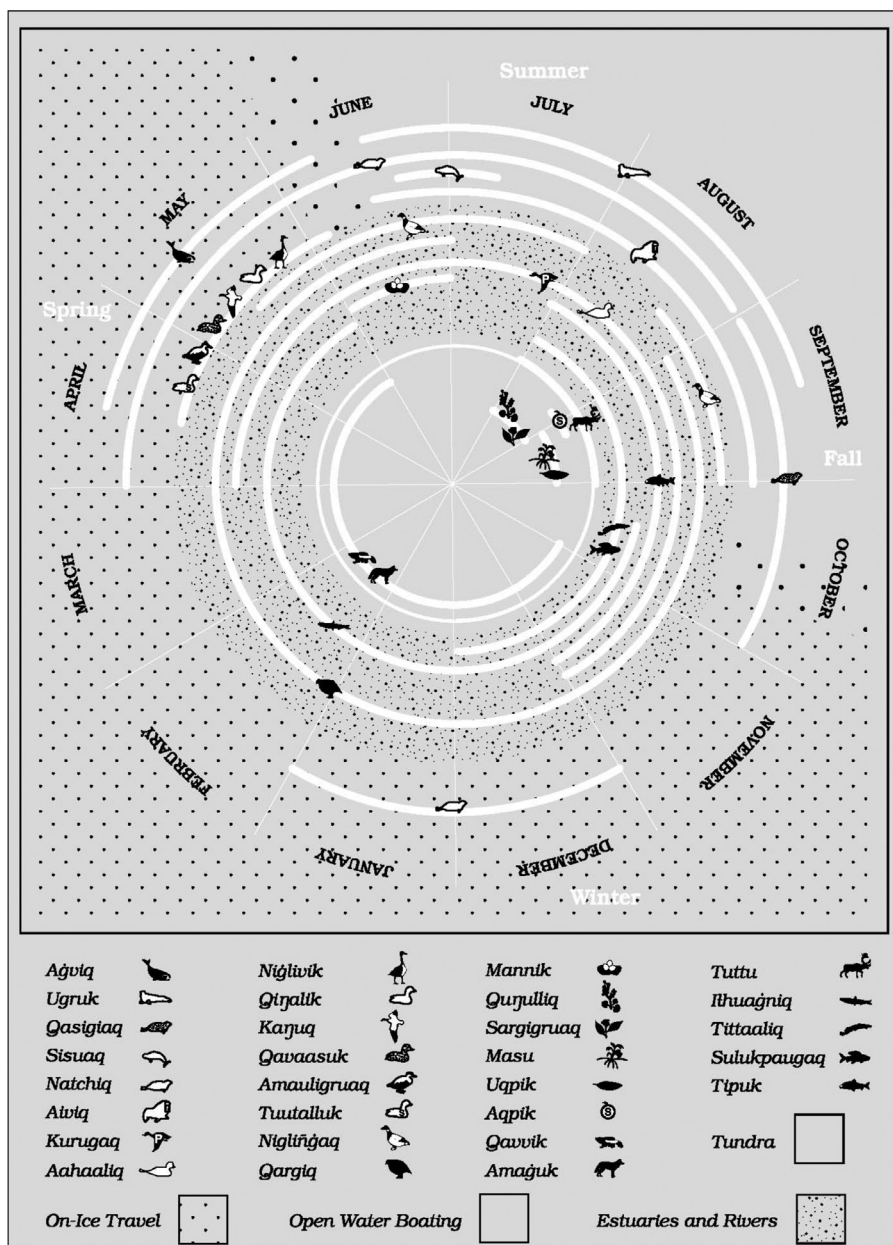 Summer
JUNE
JULY
MAY
AUGUST
P
Spring
S
APRIL
SEPTEMBER
S
Fall
MARCH
OCTOBER
FEBRUARY
NOVEMBER
JANUARY
DECEMBER
Winter
Aġviq
Niġlivik
Mannik
Tuttu
Ugruk
Qiŋalik
Quŋulliq
Iłhuaġniq
Qasigiaq
Kaŋuq
Sargigruaq
Tittaaliq
Sisuaq
Qavaasuk
Masu
Sulukpaugaq
Natchiq
Amauligruaq
Uqpik
Tipuk
Aiviq
Tuutalluk
S
Aqpik
S
Kurugaq
P
Nigliñġaq
Qavvik
Tundra
Aahaaliq
Qargiq
Amaġuk
On-Ice Travel
Open Water Boating
Estuaries and Rivers